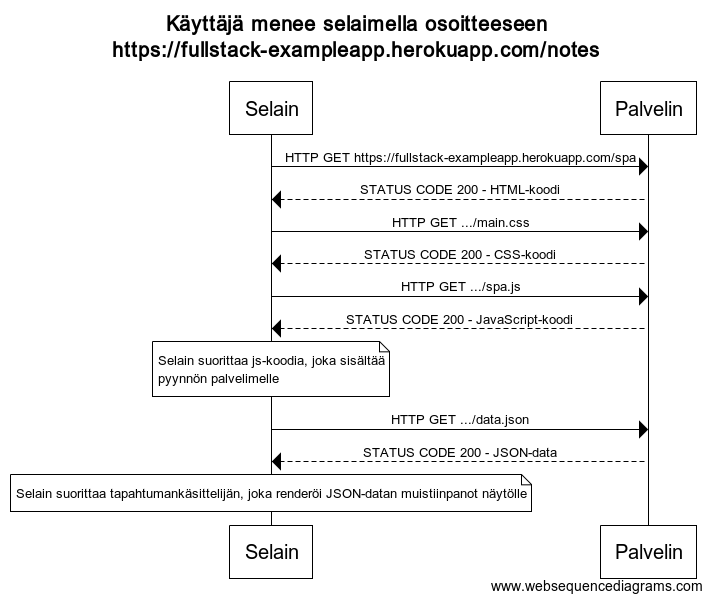 Käyttäjä menee selaimella osoitteeseen
https://fullstack-exampleapp.herokuapp.com/notes
Selain
Palvelin
HTTP GET https://fullstack-exampleapp.herokuapp.com/spa
STATUS CODE 200 - HTML-koodi
HTTP GET .../main.css
STATUS CODE 200 - CSS-koodi
HTTP GET .../spa.js
STATUS CODE 200 - JavaScript-koodi
Selain suorittaa js-koodia, joka sisältää
pyynnön palvelimelle
HTTP GET .../data.json
STATUS CODE 200 - JSON-data
Selain suorittaa tapahtumankäsittelijän, joka renderöi JSON-datan muistiinpanot näytölle
Selain
Palvelin
www.websequencediagrams.com